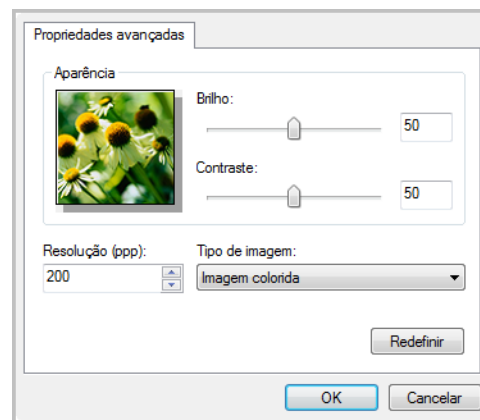 Propriedades avançadas
Aparência
Brilho:
50
Contraste:
50
Resolução (ppp):
Tipo de imagem:
200
Imagem colorida
Redefinir
OK
Cancelar